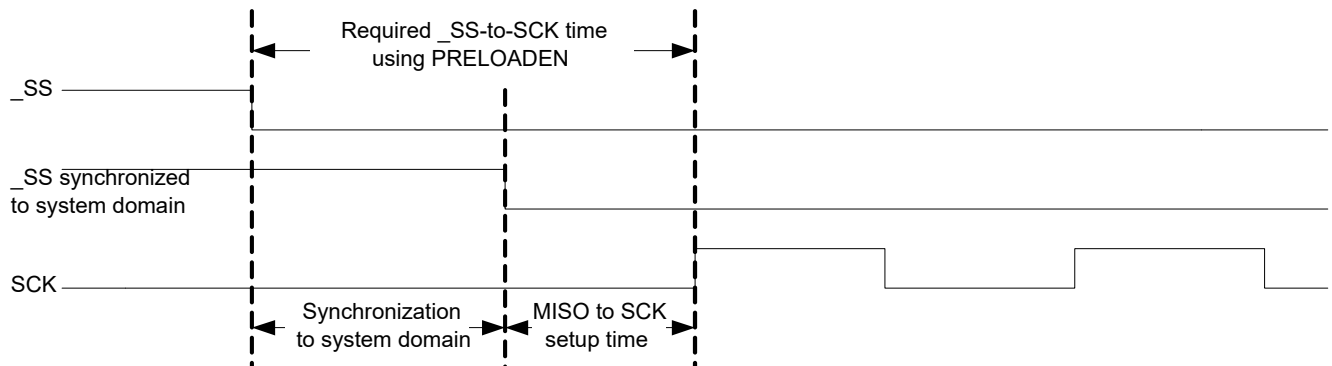 Required _SS-to-SCK time
using PRELOADEN
_SS
_SS synchronized
to system domain
SCK
Synchronization
to system domain
MISO to SCK
setup time